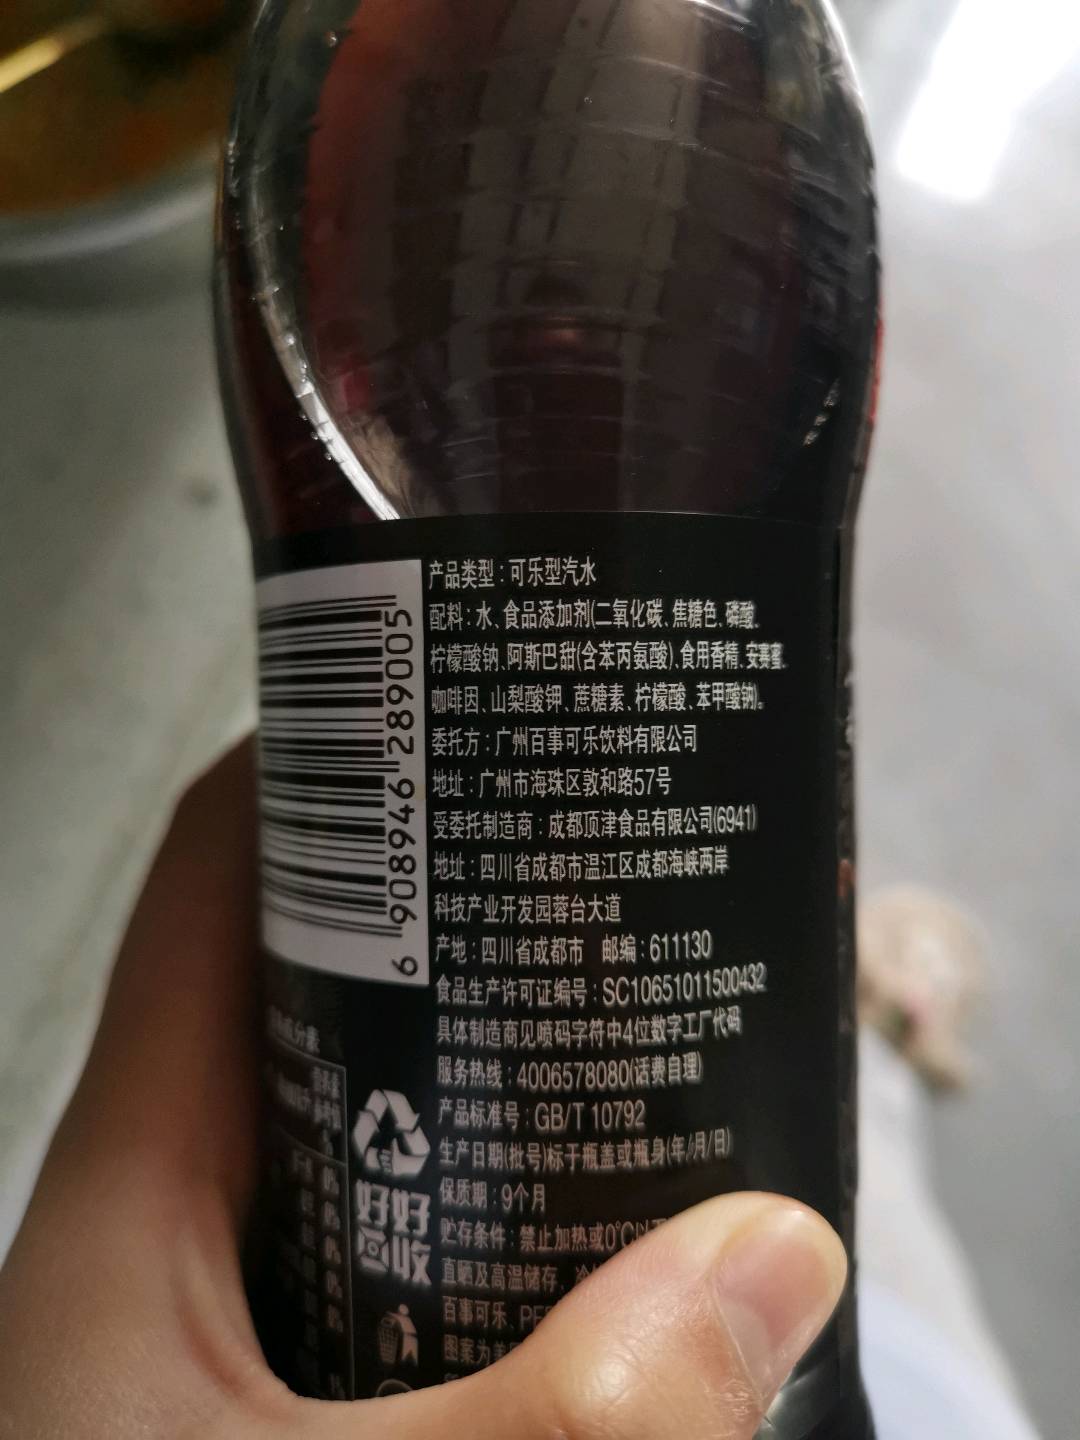 产品类型:可乐型汽水
配料:水、食品添加剂(二氧化碳、焦糖色、磷酸、
柠檬酸钠、阿斯巴甜(含苯丙氨酸)、食用香精、安赛蜜、
咖啡因、山梨酸钾、蔗糖素、柠檬酸、苯甲酸钠)。
委托方:广州百事可乐饮料有限公司
地址:广州市海珠区敦和路57号
受委托制造商:成都顶津食品有限公司(6941)
地址:四川省成都市温江区成都海峡两岸
科技产业开发园蓉台大道
产地:四川省成都市 邮编:611130
食品生产许可证编号:SC10651011500432
具体制造商见喷码字符中4位数字工厂代码
服务热线:4006578080(话费自理)
产品标准号:GB/T 10792
生产日期(批号)标于瓶盖或瓶身(年/月/日)
保质期:9个月
贮存条件:禁止加热或0℃以
直晒及高温储存,
百事可乐,
图案为
6 908946 289005
好好
回收